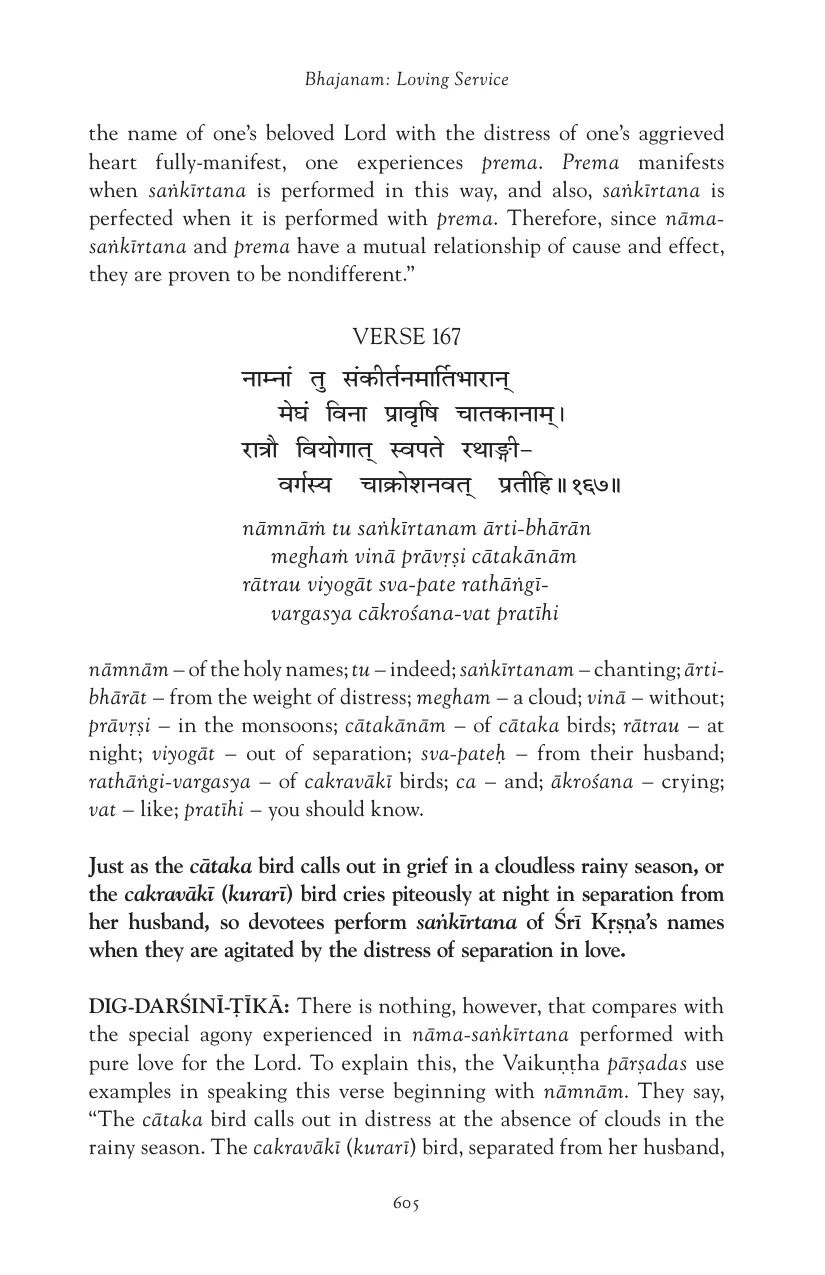 Bhajanam: Loving Service
the name of one’s beloved Lord with the distress of one’s aggrieved
heart fully-manifest, one experiences prema. Prema manifests
when saṅkīrtana is performed in this way, and also, saṅkīrtana is
perfected when it is performed with prema. Therefore, since nāma-
saṅkīrtana and prema have a mutual relationship of cause and effect,
they are proven to be nondifferent.”
VERSE 167
नाम्नां तु संकीर्तनमार्तिभारान्
मेघं विना प्रावृषि चातकानाम्।
रात्रौ वियोगात् स्वपते रथाङ्गी–
वर्गस्य चाक्रोशनवत् प्रतीहि॥१६७॥
nāmnāṁ tu saṅkīrtanam ārti-bhārān
meghaṁ vinā prāvṛṣi cātakānām
rātrau viyogāt sva-pate rathāṅgī-
vargasya cākrośana-vat pratīhi
nāmnām – of the holy names; tu – indeed; saṅkīrtanam – chanting; ārti-
bhārāt – from the weight of distress; megham – a cloud; vinā – without;
prāvṛṣi – in the monsoons; cātakānām – of cātaka birds; rātrau – at
night; viyogāt – out of separation; sva-pateḥ – from their husband;
rathāṅgi-vargasya – of cakravākī birds; ca – and; ākrośana – crying;
vat – like; pratīhi – you should know.
Just as the cātaka bird calls out in grief in a cloudless rainy season, or
the cakravākī (kurarī) bird cries piteously at night in separation from
her husband, so devotees perform saṅkīrtana of Śrī Kṛṣṇa’s names
when they are agitated by the distress of separation in love.
DIG-DARŚINĪ-ṬĪKĀ: There is nothing, however, that compares with
the special agony experienced in nāma-saṅkīrtana performed with
pure love for the Lord. To explain this, the Vaikuṇṭha pārṣadas use
examples in speaking this verse beginning with nāmnām. They say,
“The cātaka bird calls out in distress at the absence of clouds in the
rainy season. The cakravākī (kurarī) bird, separated from her husband,
605